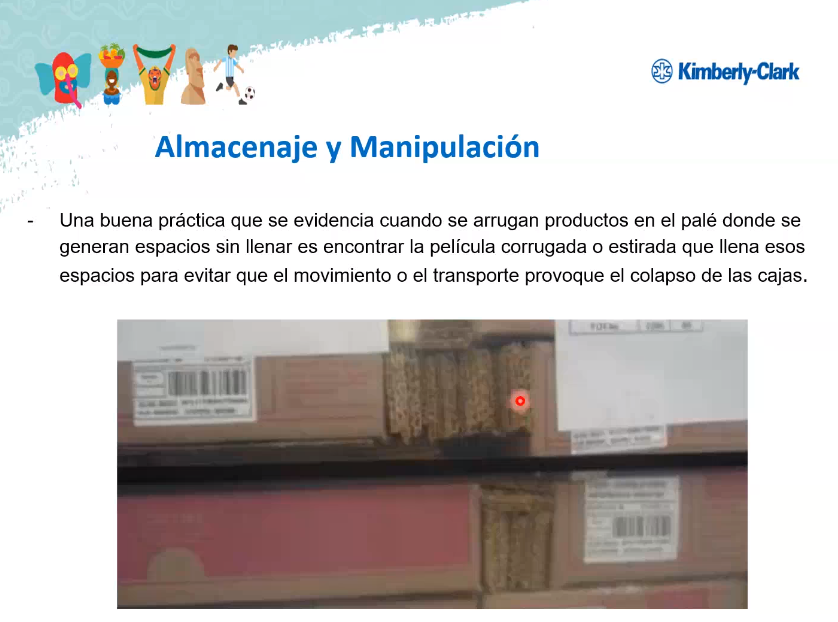 Kimberly-Clark
Almacenaje y Manipulación
- Una buena práctica que se evidencia cuando se arrugan productos en el palé donde se
generan espacios sin llenar es encontrar la película corrugada o estirada que llena esos
espacios para evitar que el movimiento o el transporte provoque el colapso de las cajas.